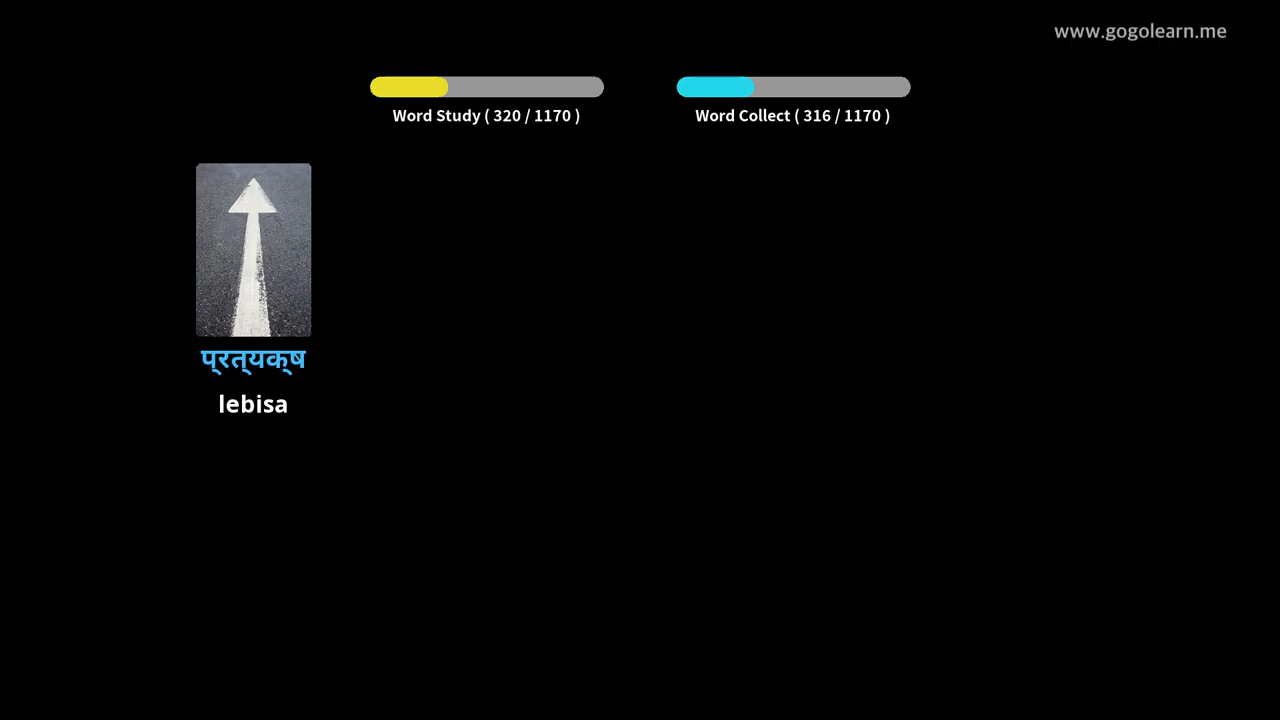 www.gogolearn.me
Word Study ( 320 / 1170 )
Word Collect ( 316 / 1170 )
प्रत्यक्ष
lebisa